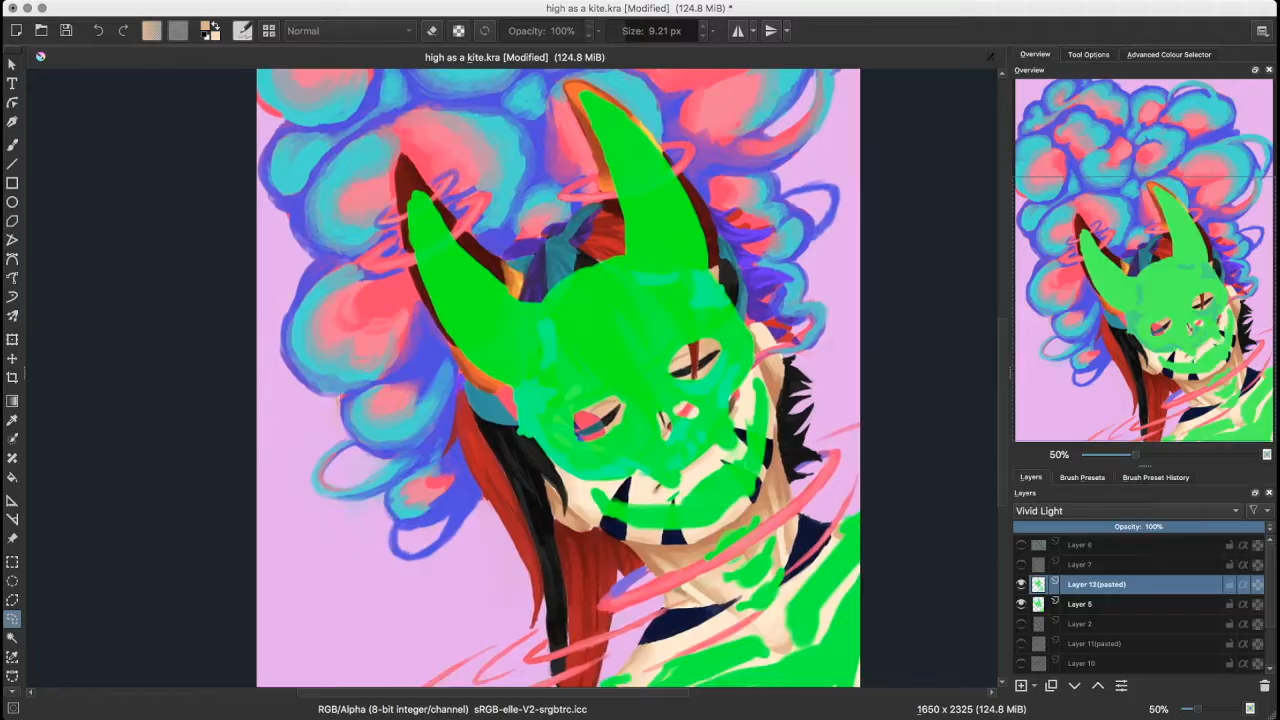 high as a kite.kra [Modified] (124.8 MiB) *
Normal
Opacity: 100%
Size: 9.21 px
high as a kite.kra [Modified] (124.8 MiB)
Overview
Tool Options
Advanced Colour Selector
Overview
50%
Layers
Brush Presets
Brush Preset History
Layers
Vivid Light
Opacity: 100%
Layer 6
Layer 7
Layer 12(pasted)
Layer 5
Layer 2
Layer 11(pasted)
Layer 10
RGB/Alpha (8-bit integer/channel) sRGB-elle-V2-srgbtrc.icc
1650 x 2325 (124.8 MiB)
50%